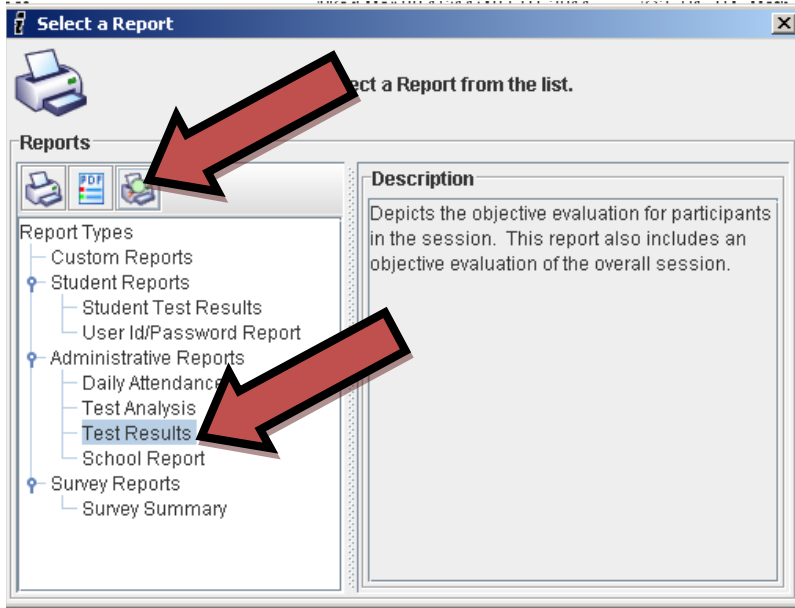 Select a Report
a Report from the list.
Reports
PDF
Description
Depicts the objective evaluation for participants
in the session. This report also includes an
objective evaluation of the overall session.
Report Types
Custom Reports
Student Reports
Student Test Results
User Id/Password Report
Administrative Reports
Daily Attendance
Test Analysis
Test Results
School Report
Survey Reports
Survey Summary